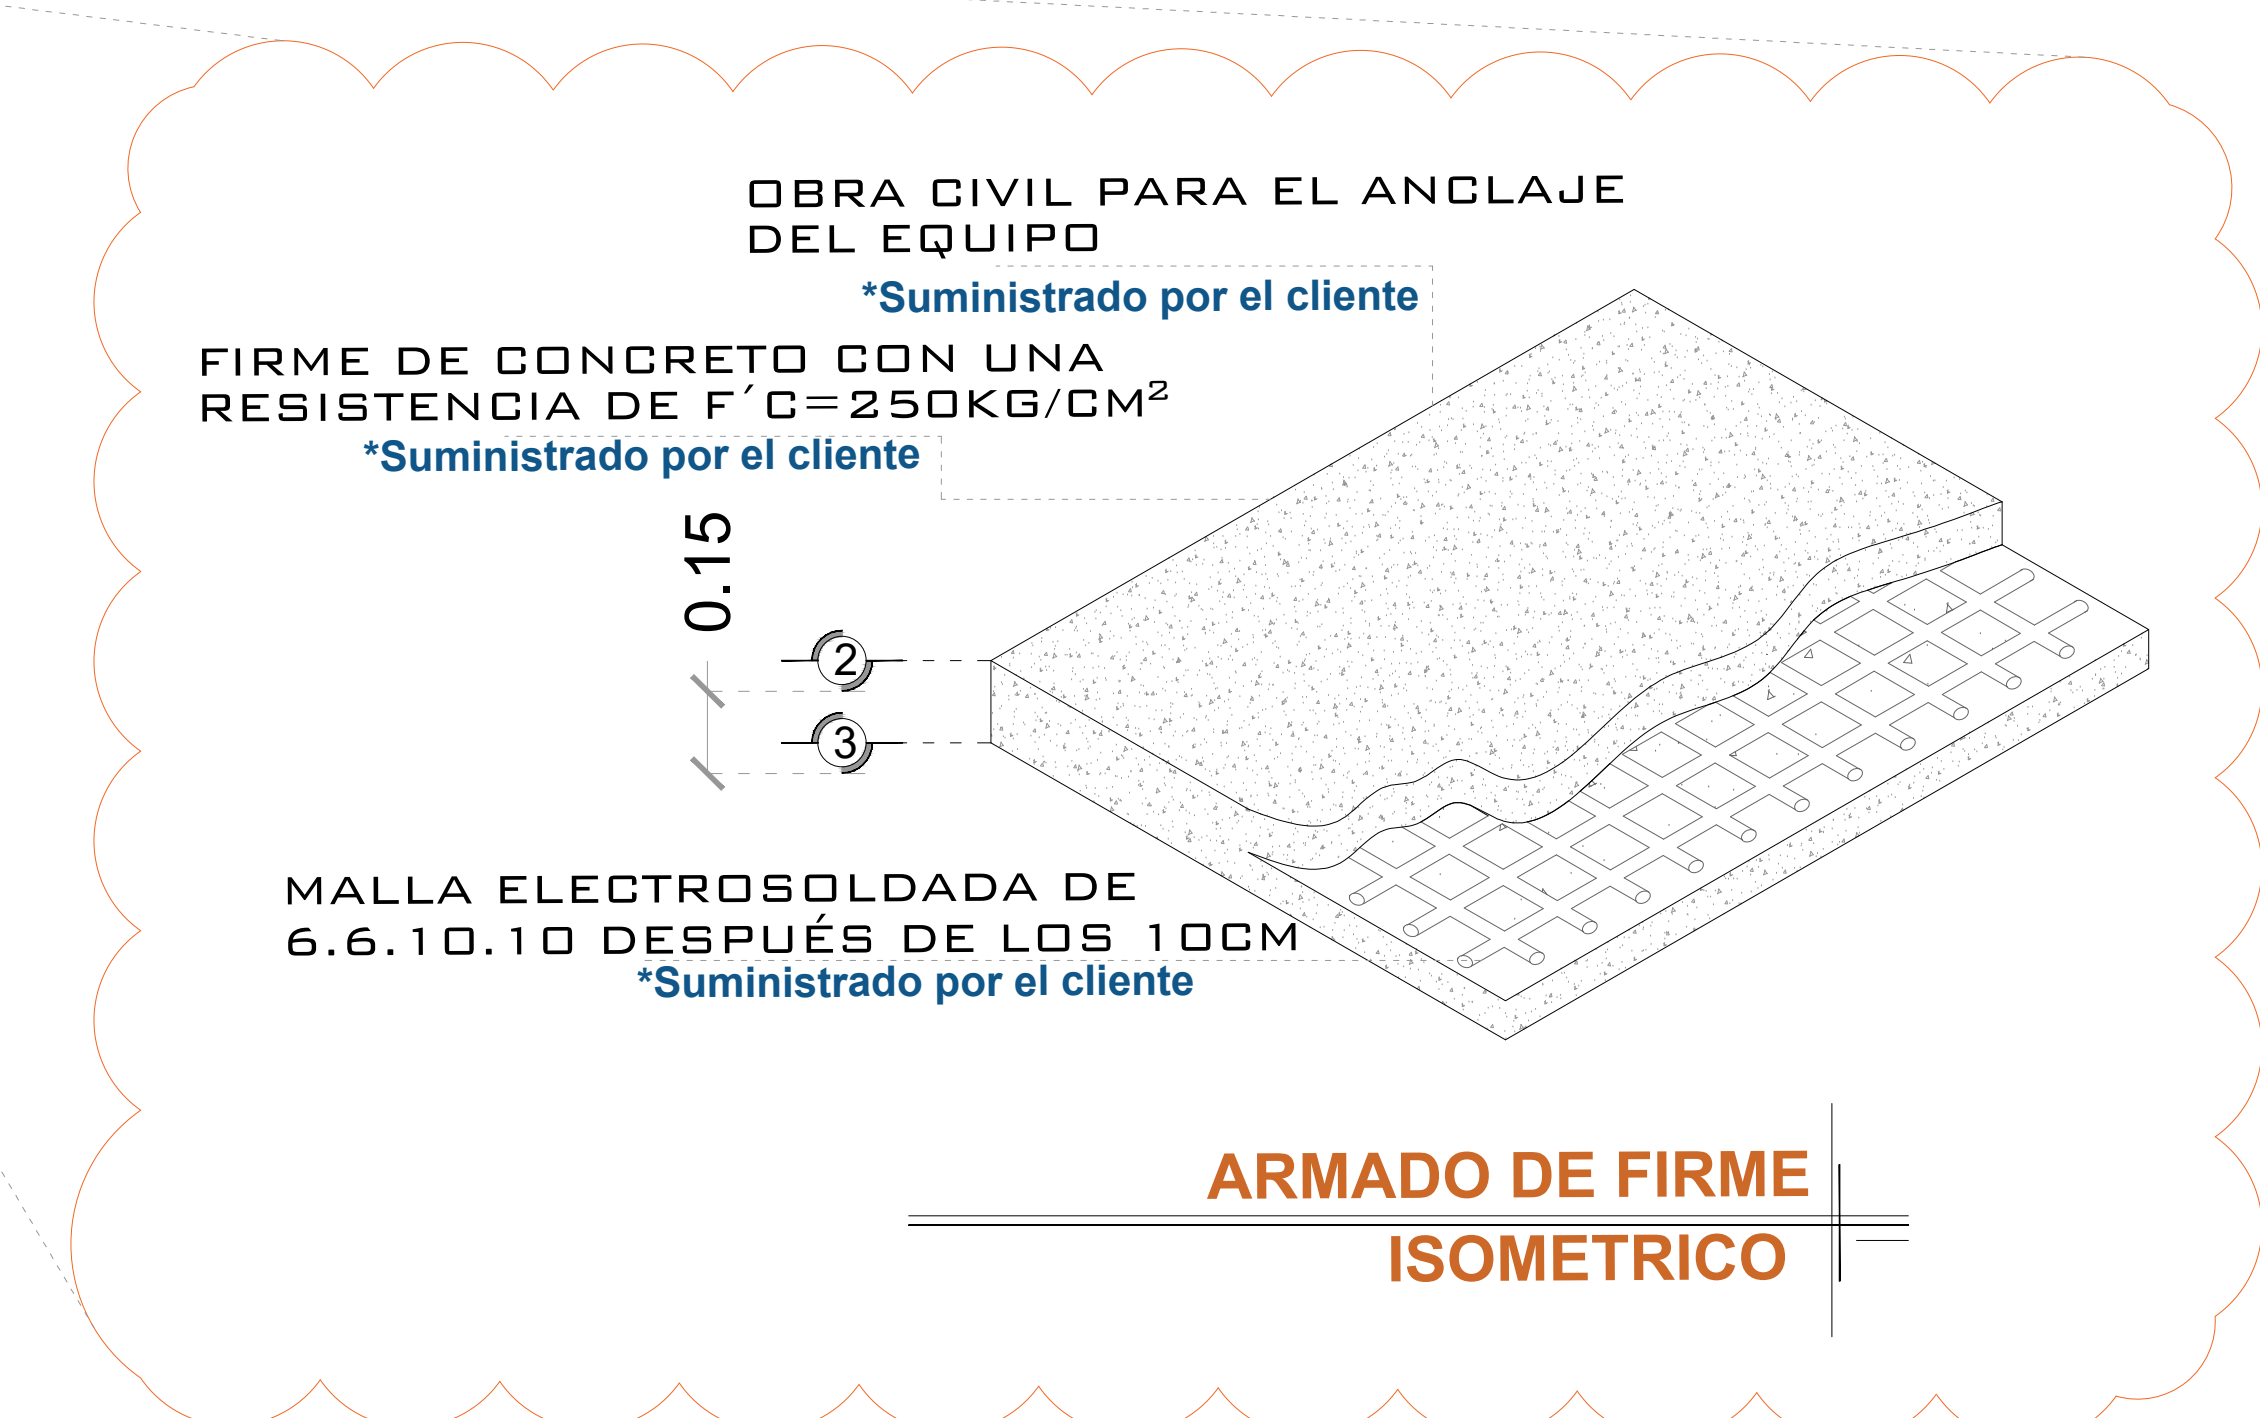 OBRA CIVIL PARA EL ANCLAJE
DEL EQUIPO
*Suministrado por el cliente
FIRME DE CONCRETO CON UNA
RESISTENCIA DE F´C=250KG/CM²
*Suministrado por el cliente
0.15
2
3
MALLA ELECTROSOLDADA DE
6.6.10.10 DESPUÉS DE LOS 10CM
*Suministrado por el cliente
ARMADO DE FIRME
ISOMETRICO